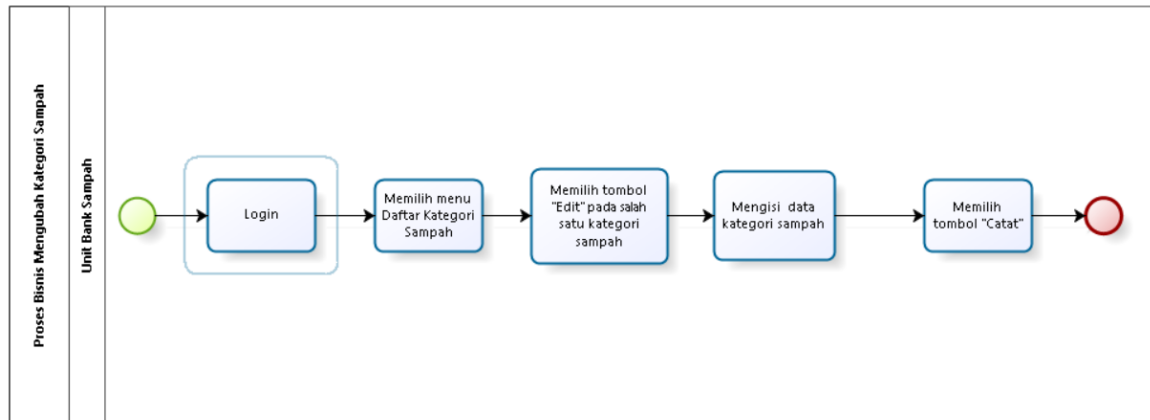 Proses Bisnis Mengubah Kategori Sampah
Unit Bank Sampah
Login
Memilih menu
Daftar Kategori
Sampah
Memilih tombol
"Edit" pada salah
satu kategori
sampah
Mengisi data
kategori sampah
Memilih
tombol "Catat"